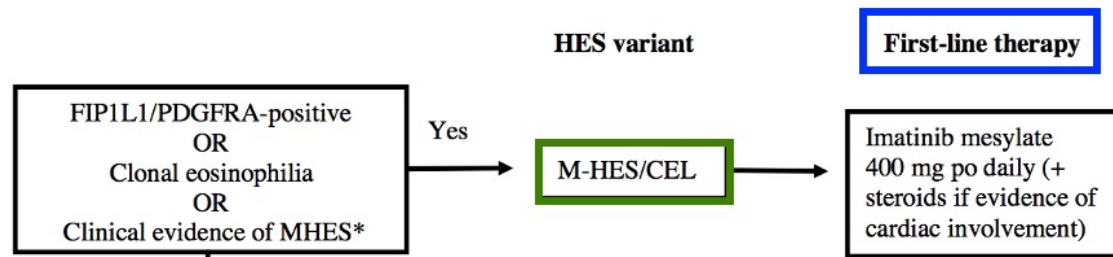 HES variant
First-line therapy
FIP1L1/PDGFRA-positive
OR
Clonal eosinophilia
OR
Clinical evidence of MHES*
Yes
M-HES/CEL
Imatinib mesylate
400 mg po daily (+
steroids if evidence of
cardiac involvement)